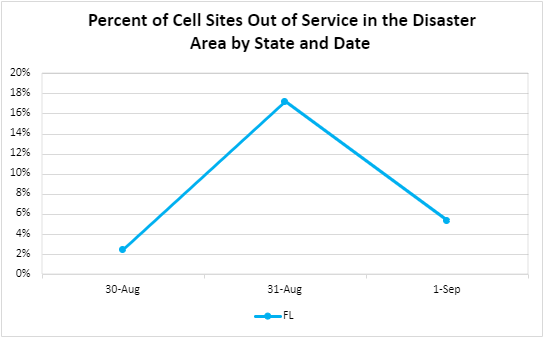 Percent of Cell Sites Out of Service in the Disaster
Area by State and Date
20%
18%
16%
14%
12%
10%
8%
6%
4%
2%
0%
30-Aug
31-Aug
1-Sep
FL